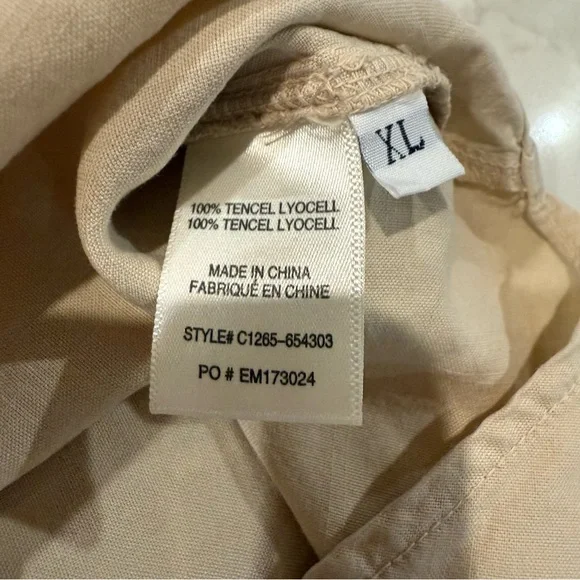 XL
100% TENCEL LYOCELL
100% TENCEL LYOCELL
MADE IN CHINA
FABRIQUÉ EN CHINE
STYLE# C1265-654303
PO # EM173024